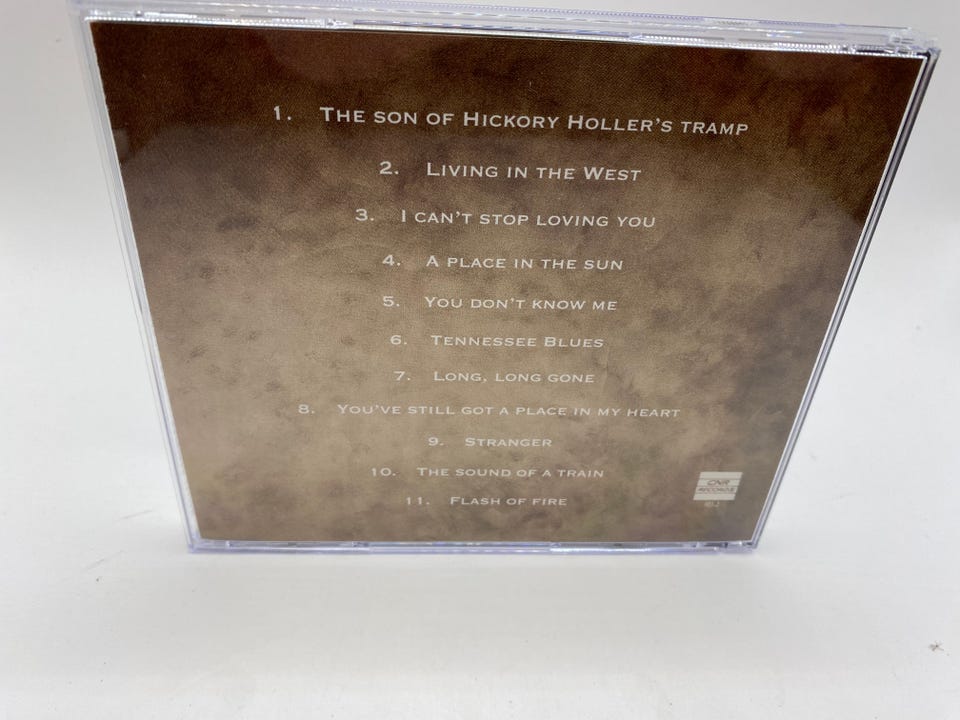 1. THE SON OF HICKORY HOLLER'S TRAMP
2. LIVING IN THE WEST
3. I CAN'T STOP LOVING YOU
4. A PLACE IN THE SUN
5. YOU DON'T KNOW ME
6. TENNESSEE BLUES
7. LONG, LONG GONE
8. YOU'VE STILL GOT A PLACE IN MY HEART
9. STRANGER
10. THE SOUND OF A TRAIN
11. FLASH OF FIRE
CNR
RECORDS